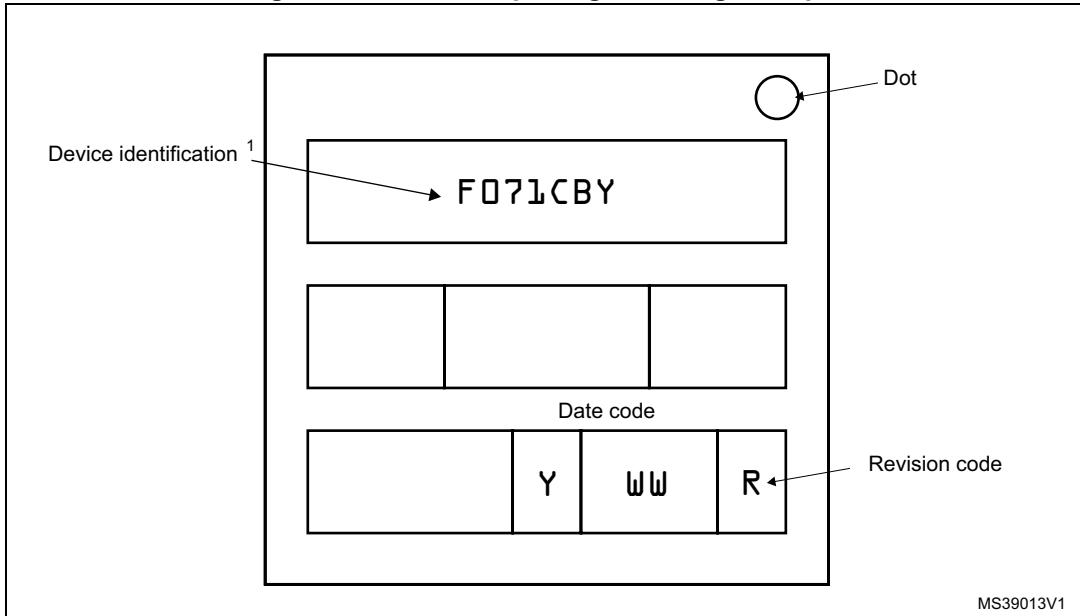 Dot
Device identification 1
F071CBY
Date code
Y WW R
Revision code
MS39013V1